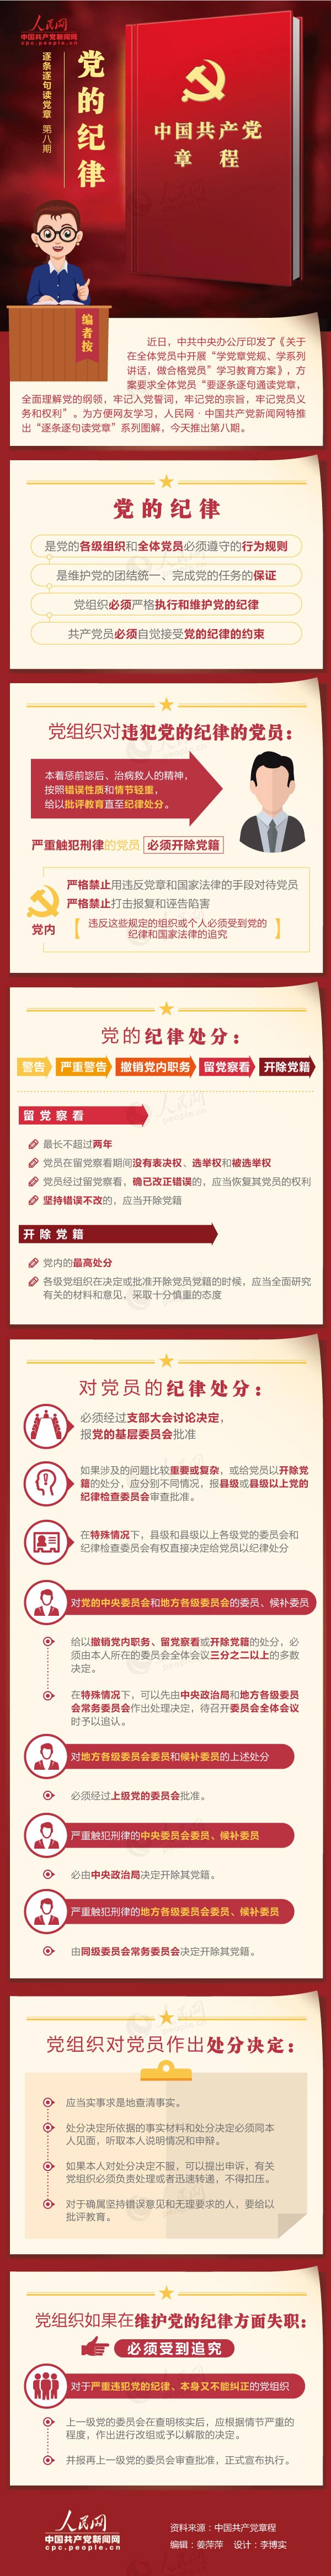 人民网
中国共产党新闻网
cpc.people.cn
逐条逐句读党章 第八期
党的纪律
中国共产党
章 程
编者按
近日，中共中央办公厅印发了《关于
在全体党员中开展“学党章党规、学系列
讲话，做合格党员”学习教育方案》，方
案要求全体党员“要逐条逐句通读党章，
全面理解党的纲领，牢记入党誓词，牢记党的宗旨，牢记党员义
务和权利”。为方便网友学习，人民网·中国共产党新闻网特推
出“逐条逐句读党章”系列图解，今天推出第八期。
党的纪律
是党的各级组织和全体党员必须遵守的行为规则
是维护党的团结统一、完成党的任务的保证
党组织必须严格执行和维护党的纪律
共产党员必须自觉接受党的纪律的约束
党组织对违犯党的纪律的党员：
本着惩前毖后、治病救人的精神，
按照错误性质和情节轻重，
给以批评教育直至纪律处分。
严重触犯刑律的党员 必须开除党籍
党内
严格禁止用违反党章和国家法律的手段对待党员
严格禁止打击报复和诬告陷害
【违反这些规定的组织或个人必须受到党的
纪律和国家法律的追究】
党的纪律处分：
警告 严重警告 撤销党内职务 留党察看 开除党籍
留党察看
最长不超过两年
党员在留党察看期间没有表决权、选举权和被选举权
党员经过留党察看，确已改正错误的，应当恢复其党员的权利
坚持错误不改的，应当开除党籍
开除党籍
党内的最高处分
各级党组织在决定或批准开除党员党籍的时候，应当全面研究
有关的材料和意见，采取十分慎重的态度
对党员的纪律处分：
必须经过支部大会讨论决定，
报党的基层委员会批准
如果涉及的问题比较重要或复杂，或给党员以开除党
籍的处分，应分别不同情况，报县级或县级以上党的
纪律检查委员会审查批准。
在特殊情况下，县级和县级以上各级党的委员会和
纪律检查委员会有权直接决定给党员以纪律处分
对党的中央委员会和地方各级委员会的委员、候补委员
给以撤销党内职务、留党察看或开除党籍的处分，必
须由本人所在的委员会全体会议三分之二以上的多数
决定。
在特殊情况下，可以先由中央政治局和地方各级委员
会常务委员会作出处理决定，待召开委员会全体会议
时予以追认。
对地方各级委员会委员和候补委员的上述处分
必须经过上级党的委员会批准。
严重触犯刑律的中央委员会委员、候补委员
必由中央政治局决定开除其党籍。
严重触犯刑律的地方各级委员会委员、候补委员
由同级委员会常务委员会决定开除其党籍。
党组织对党员作出处分决定：
应当实事求是地查清事实。
处分决定所依据的事实材料和处分决定必须同本
人见面，听取本人说明情况和申辩。
如果本人对处分决定不服，可以提出申诉，有关
党组织必须负责处理或者迅速转递，不得扣压。
对于确属坚持错误意见和无理要求的人，要给以
批评教育。
党组织如果在维护党的纪律方面失职：
必须受到追究
对于严重违犯党的纪律、本身又不能纠正的党组织
上一级党的委员会在查明核实后，应根据情节严重的
程度，作出进行改组或予以解散的决定。
并报再上一级党的委员会审查批准，正式宣布执行。
人民网
中国共产党新闻网
cpc.people.cn
资料来源：中国共产党章程
编辑：姜萍萍 设计：李博实